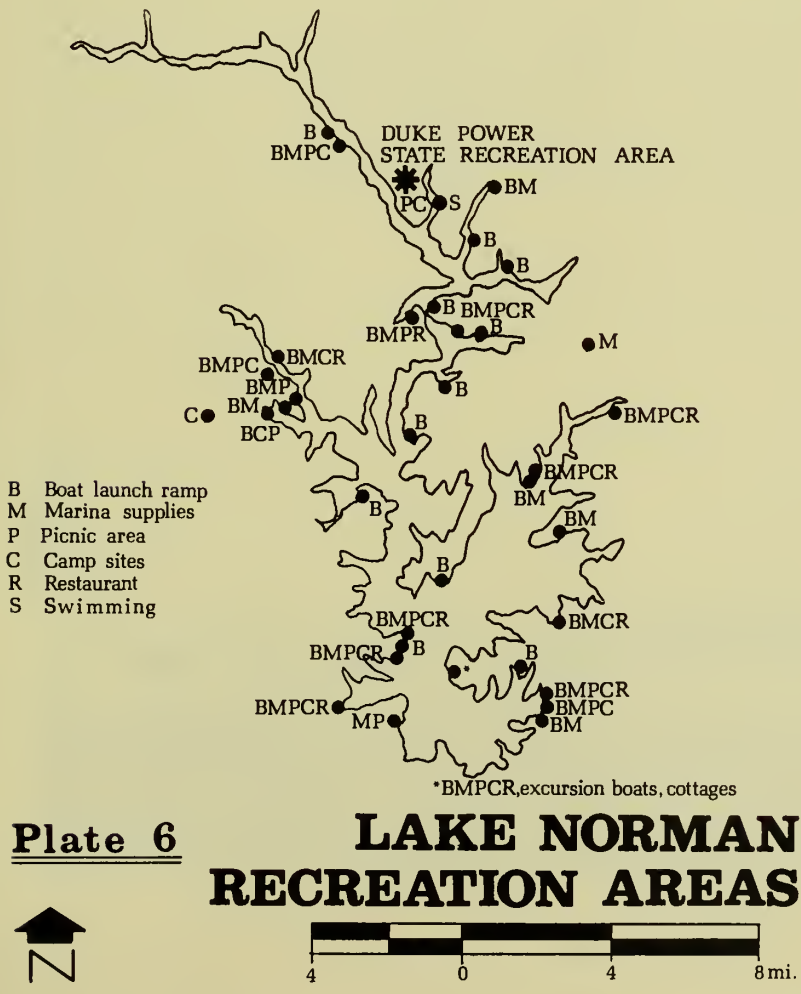 DUKE POWER
STATE RECREATION AREA
B
BMPC
PC
S
BM
B
B
B
BMPCR
BMPR
B
M
BMCR
BMPC
BMP
BM
C
BCP
B
B
BMPCR
BMPCR
BM
B
BM
B
BMPCR
BMCR
B
BMPCR
B
*
BMPCR
BMPCR
BMPC
MP
BM
B Boat launch ramp
M Marina supplies
P Picnic area
C Camp sites
R Restaurant
S Swimming
*BMPCR,excursion boats, cottages
Plate 6
LAKE NORMAN
RECREATION AREAS
N
4 0 4 8 mi.